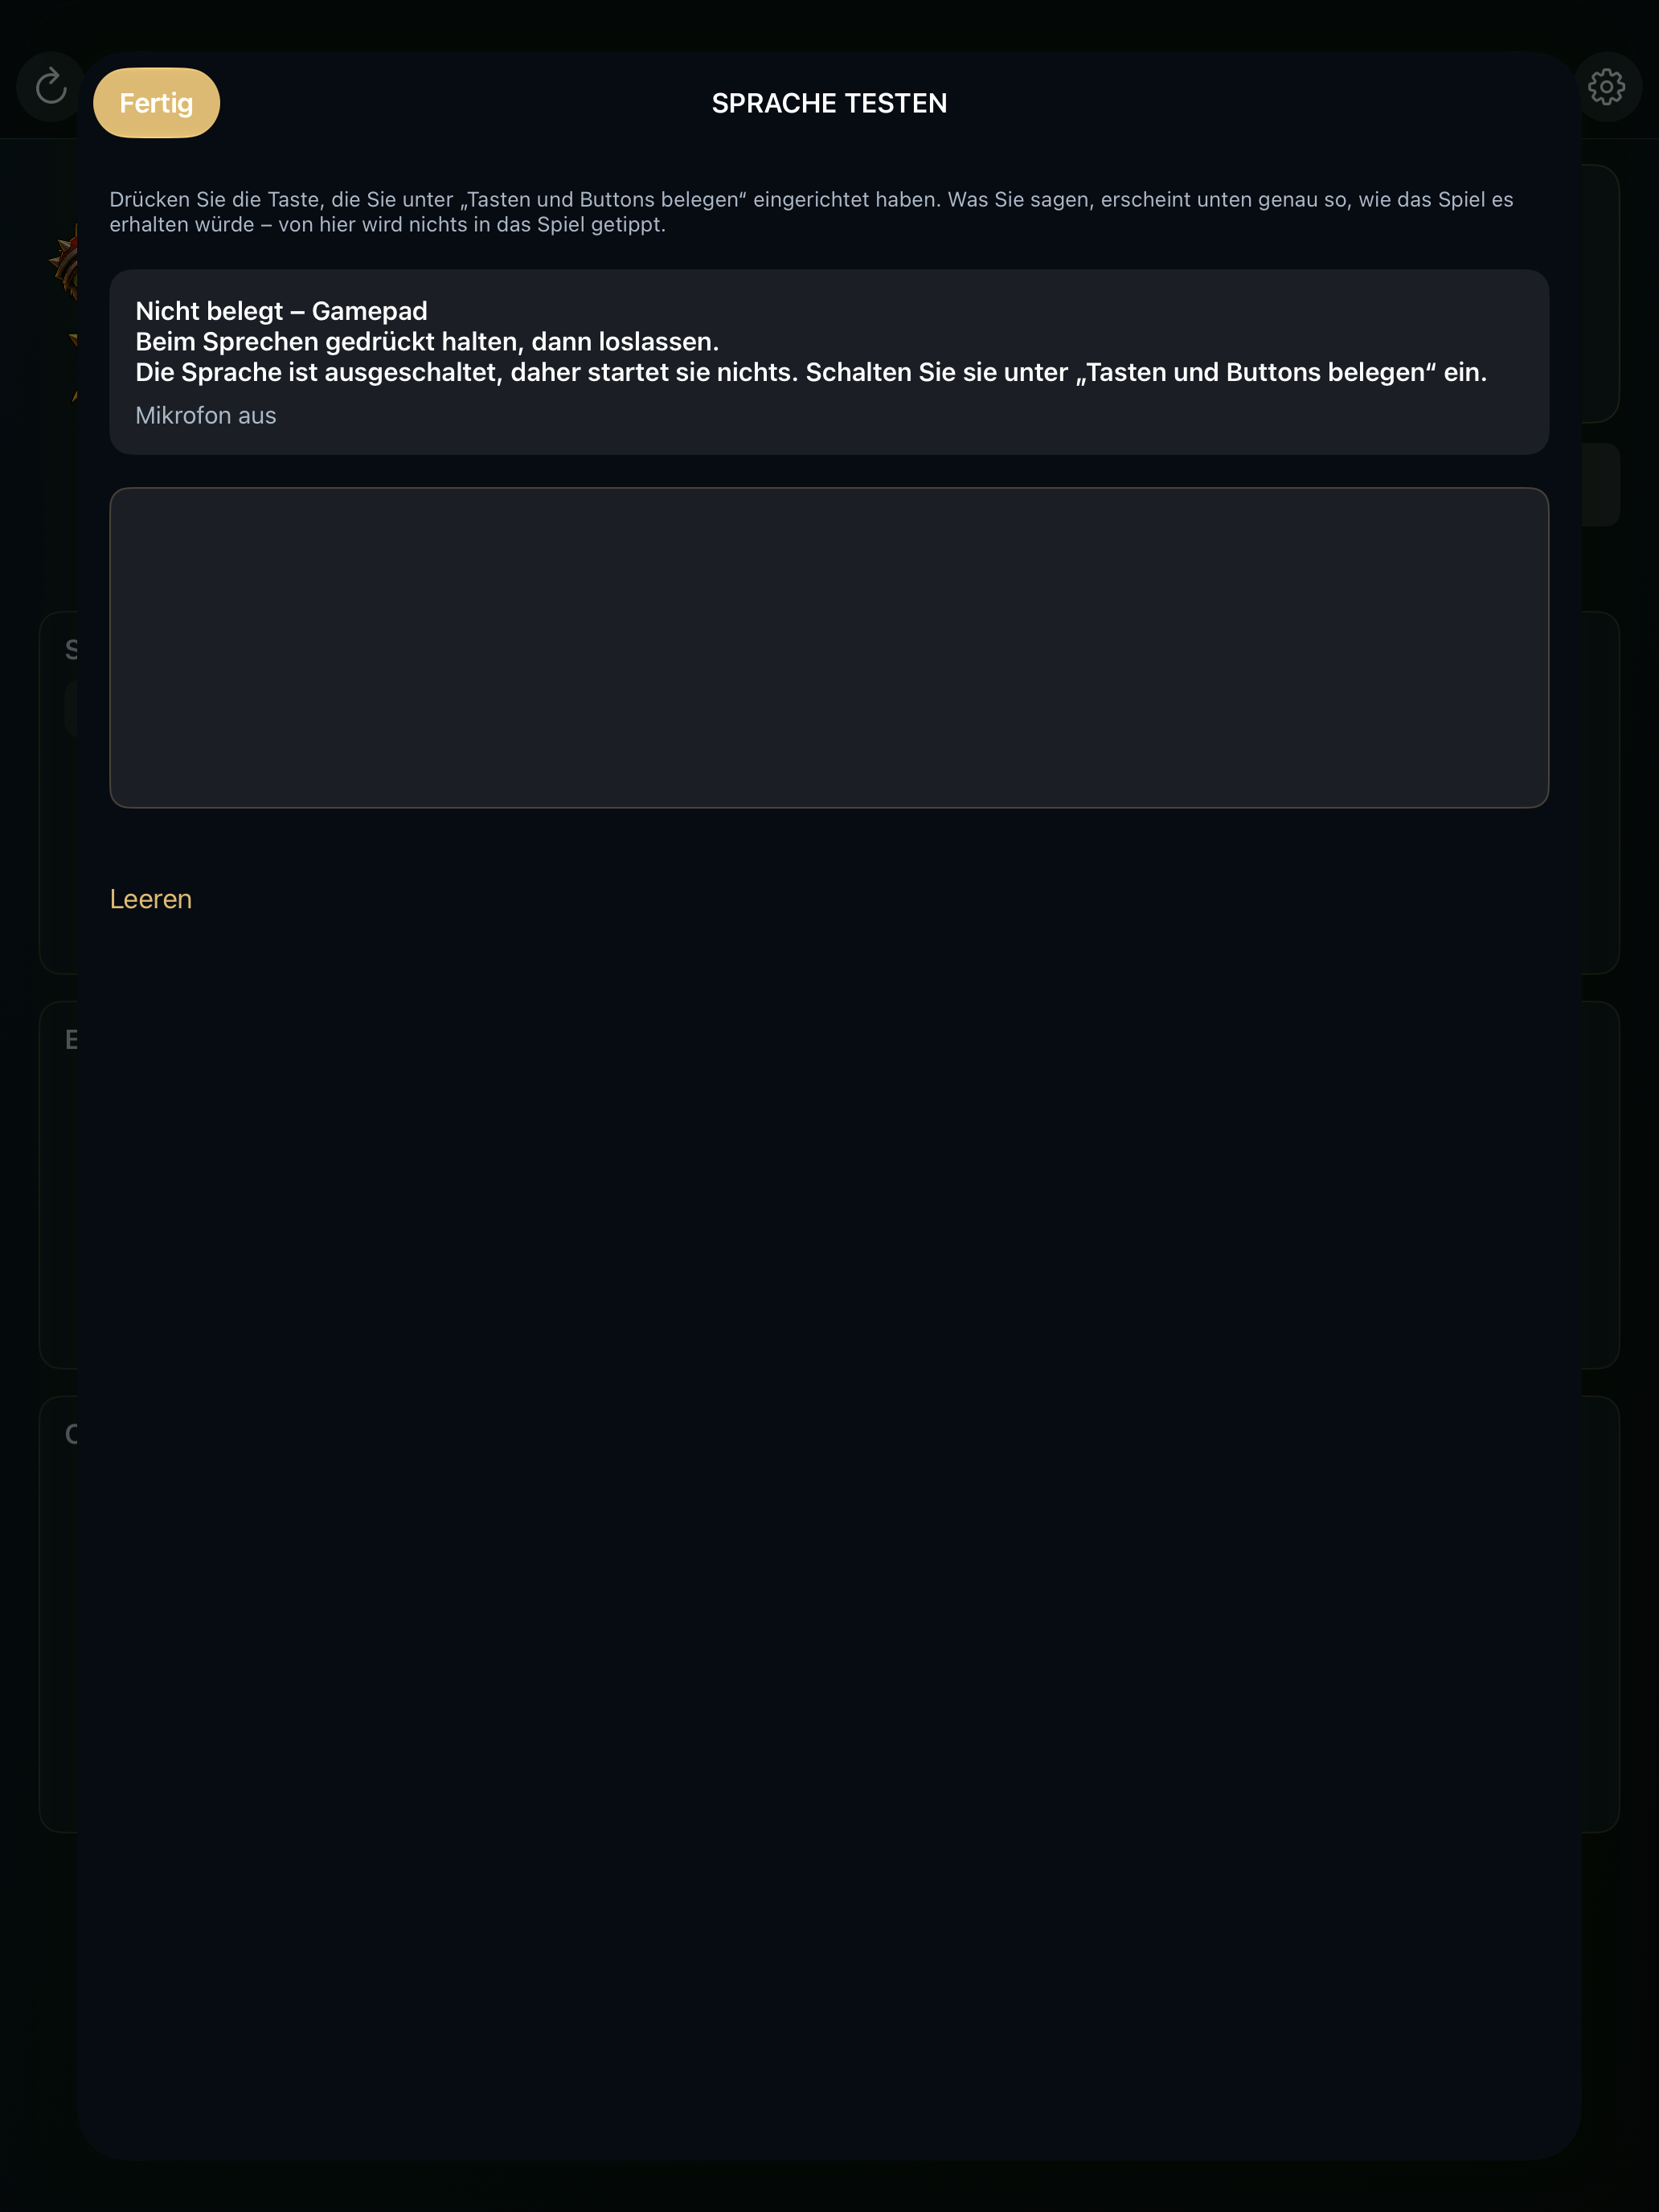 Fertig
SPRACHE TESTEN
Drücken Sie die Taste, die Sie unter „Tasten und Buttons belegen“ eingerichtet haben. Was Sie sagen, erscheint unten genau so, wie das Spiel es
erhalten würde – von hier wird nichts in das Spiel getippt.
Nicht belegt – Gamepad
Beim Sprechen gedrückt halten, dann loslassen.
Die Sprache ist ausgeschaltet, daher startet sie nichts. Schalten Sie sie unter „Tasten und Buttons belegen“ ein.
Mikrofon aus
Leeren